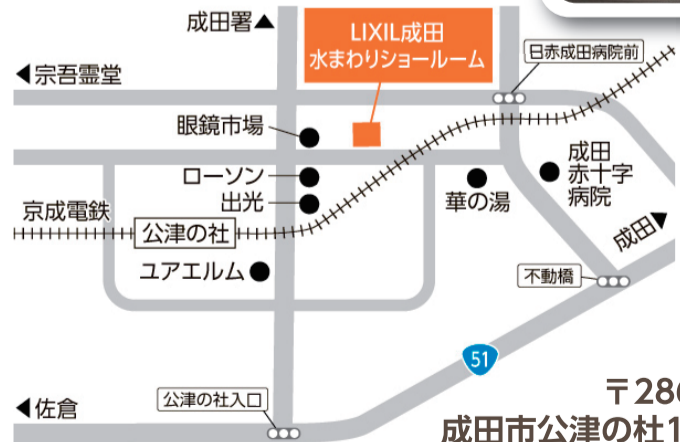 成田署▲
LIXIL成田
水まわりショールーム
日赤成田病院前
◀宗吾霊堂
眼鏡市場
ローソン
出光
華の湯
成田
赤十字
病院
京成電鉄
公津の社
成田▶
ユアエルム
不動橋
51
公津の社入口
◀佐倉
〒286
成田市公津の杜1